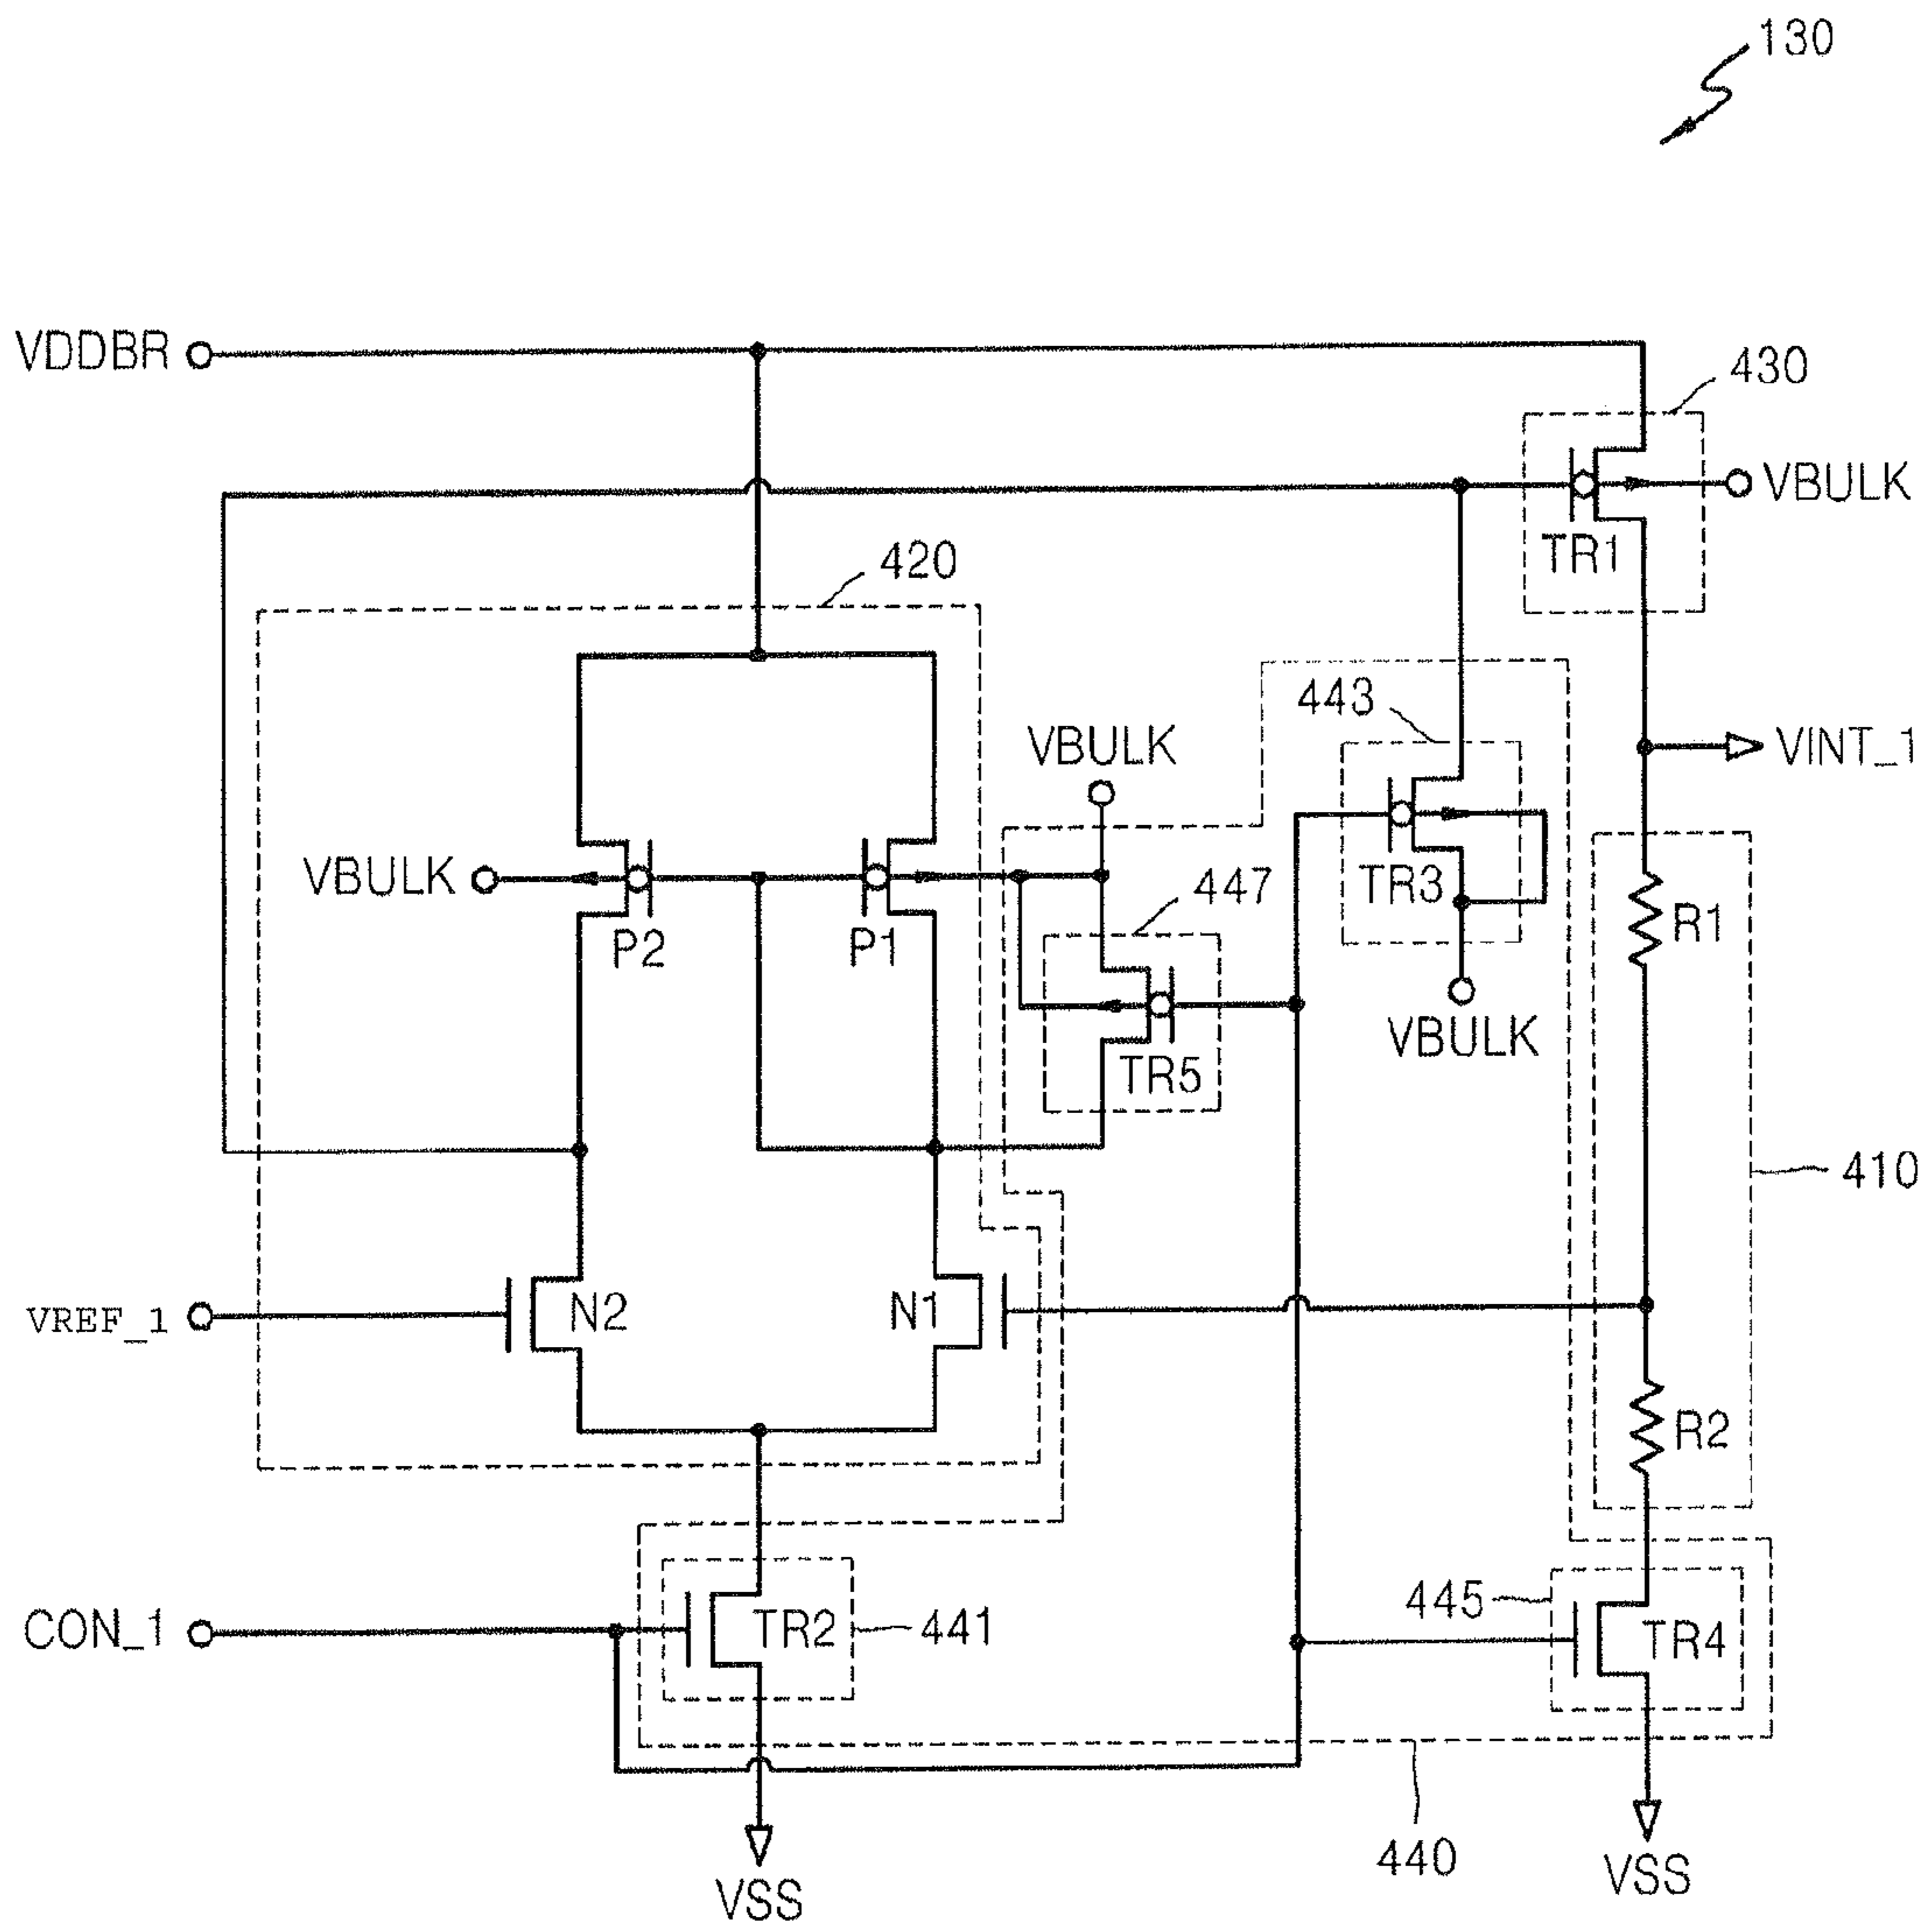 130
VDDBR
430
VBULK
TR1
420
443
VBULK
VINT_1
TR3
447
VBULK
P2
P1
R1
VBULK
TR5
410
VREF_1
N2
N1
R2
CON_1
TR2
441
445
TR4
440
VSS
VSS